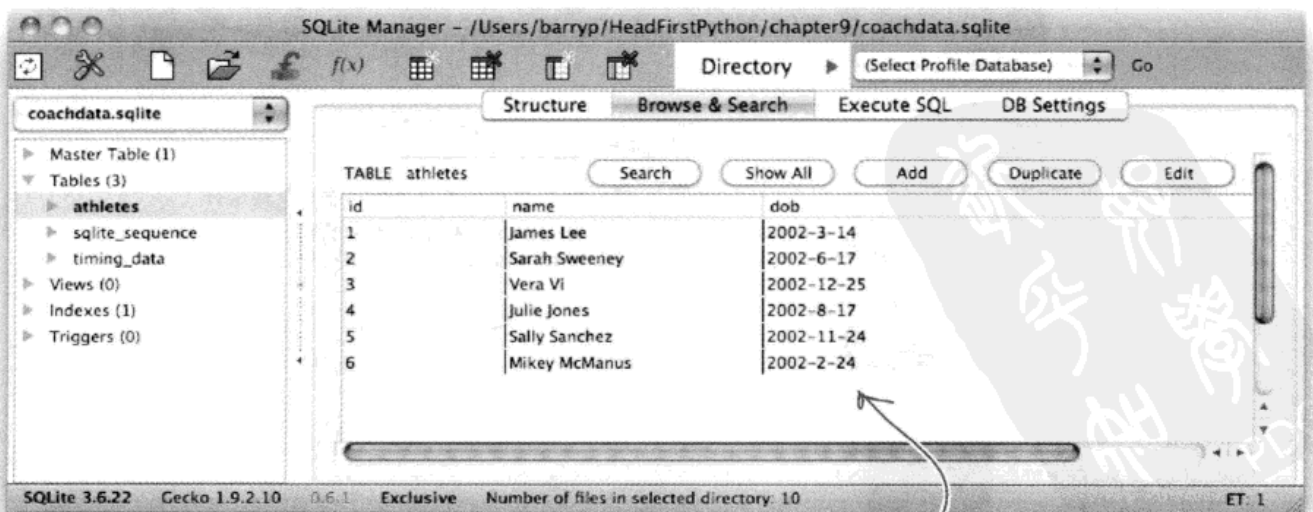 SQLite Manager – /Users/barryp/HeadFirstPython/chapter9/coachdata.sqlite
f(x) Directory (Select Profile Database) Go
coachdata.sqlite
Master Table (1)
Tables (3)
athletes
sqlite_sequence
timing_data
Views (0)
Indexes (1)
Triggers (0)
Structure Browse & Search Execute SQL DB Settings
TABLE athletes Search Show All Add Duplicate Edit
id name dob
1 James Lee 2002-3-14
2 Sarah Sweeney 2002-6-17
3 Vera Vi 2002-12-25
4 Julie Jones 2002-8-17
5 Sally Sanchez 2002-11-24
6 Mikey McManus 2002-2-24
SQLite 3.6.22 Gecko 1.9.2.10 0.6.1 Exclusive Number of files in selected directory: 10 ET: 1